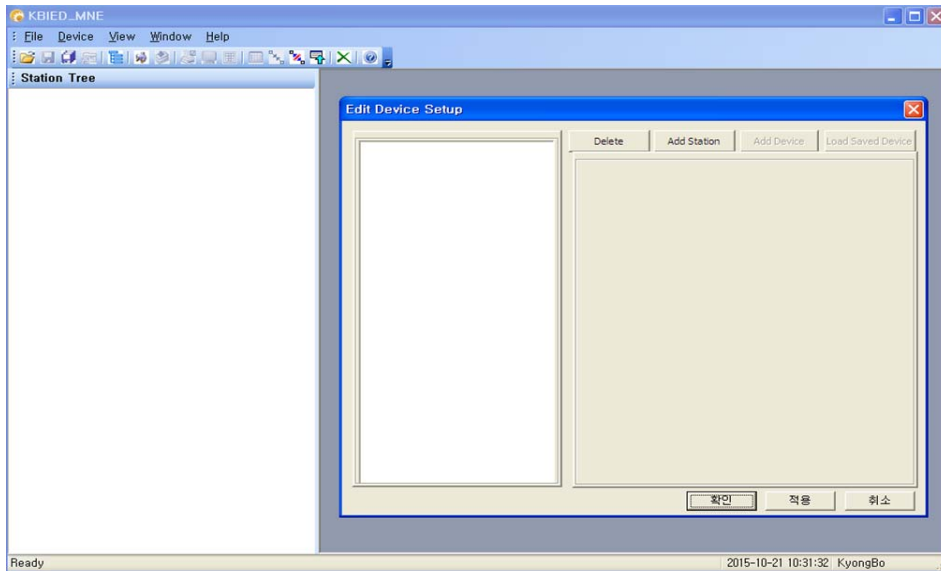 KBIED_MNE
File Device View Window Help
Station Tree
Edit Device Setup
Delete Add Station Add Device Load Saved Device
확인 적용 취소
Ready 2015-10-21 10:31:32 KyongBo